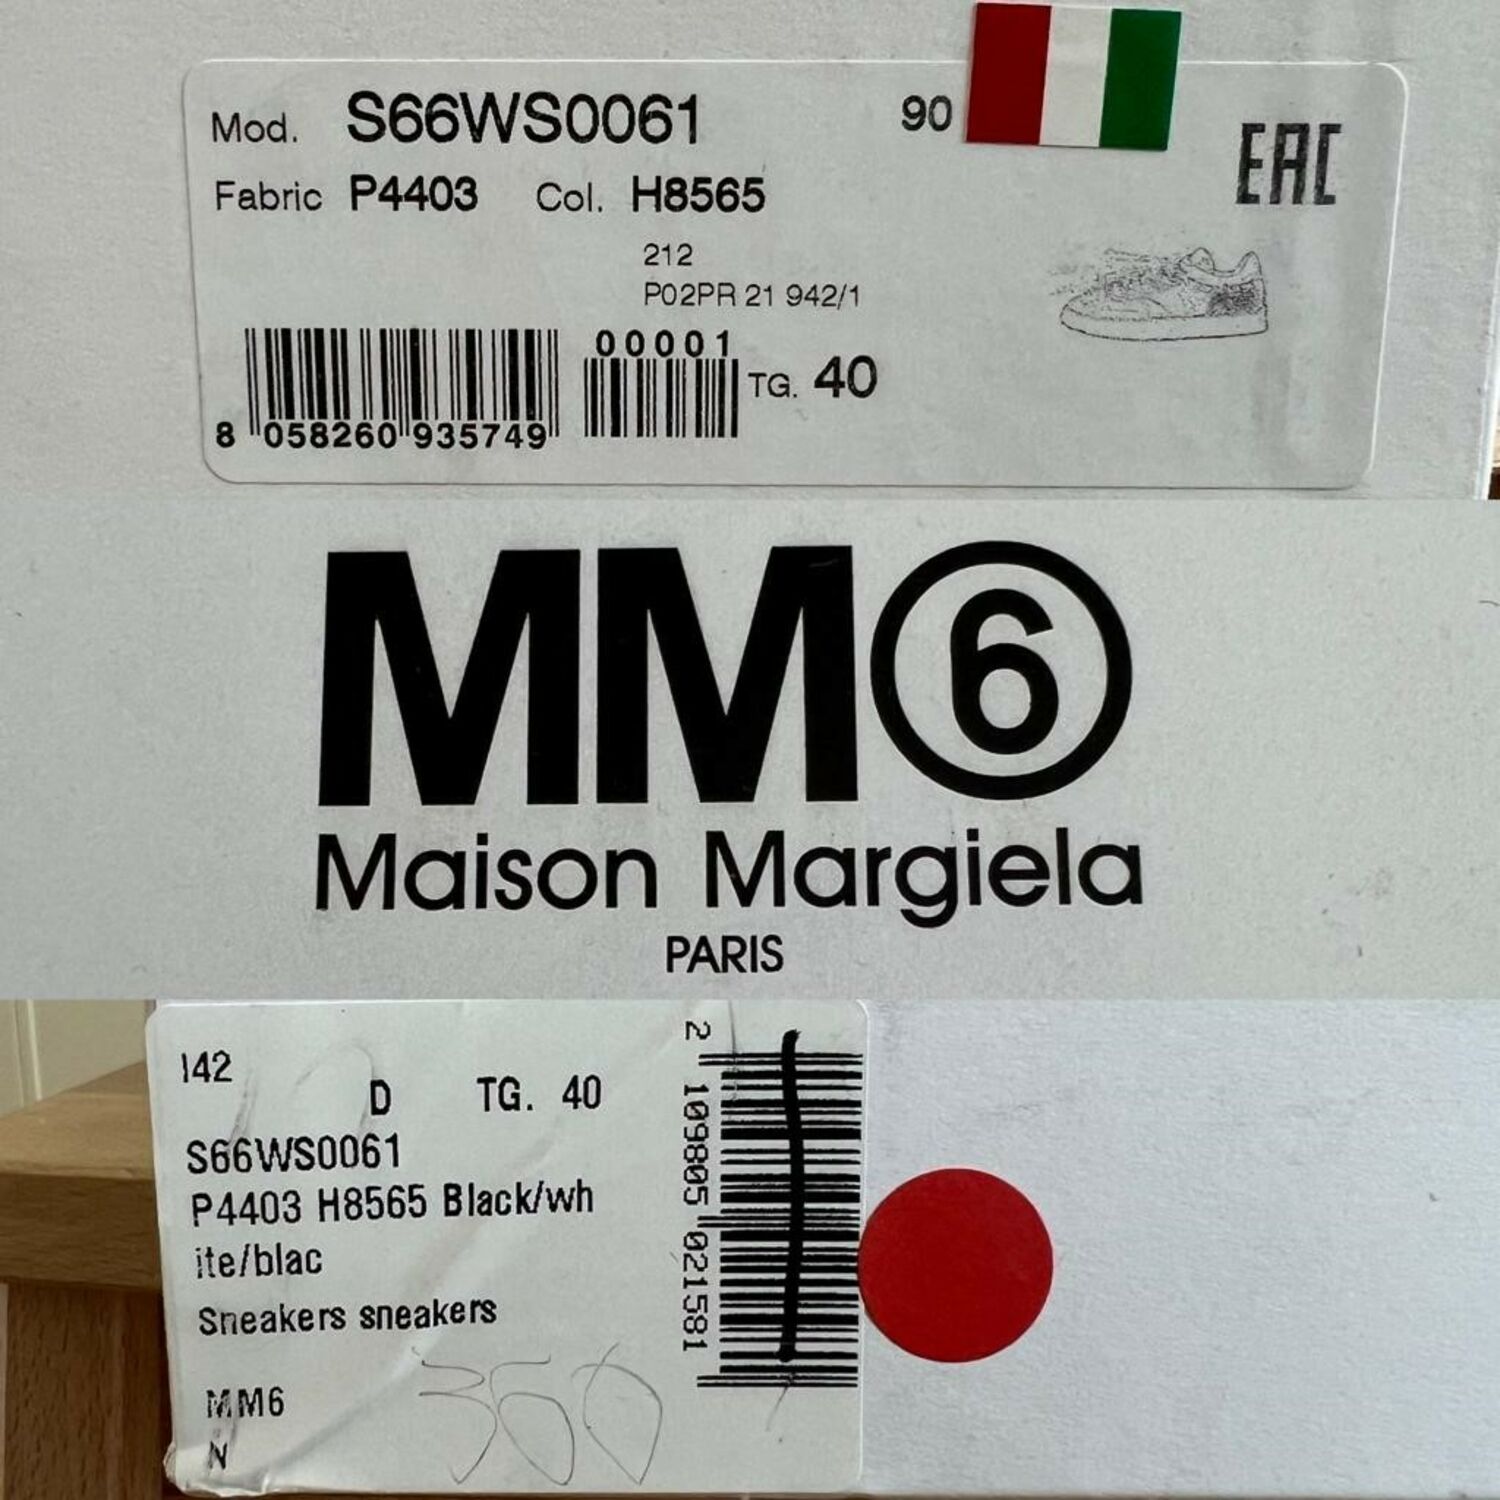 Mod. S66WS0061 90
EAC
Fabric P4403 Col. H8565
212
P02PR 21 942/1
00001
TG. 40
8 058260 935749
MM6
Maison Margiela
PARIS
I42
D TG. 40
S66WS0061
P4403 H8565 Black/wh
ite/blac
Sneakers sneakers
MM6
N
2 109805 021581
350